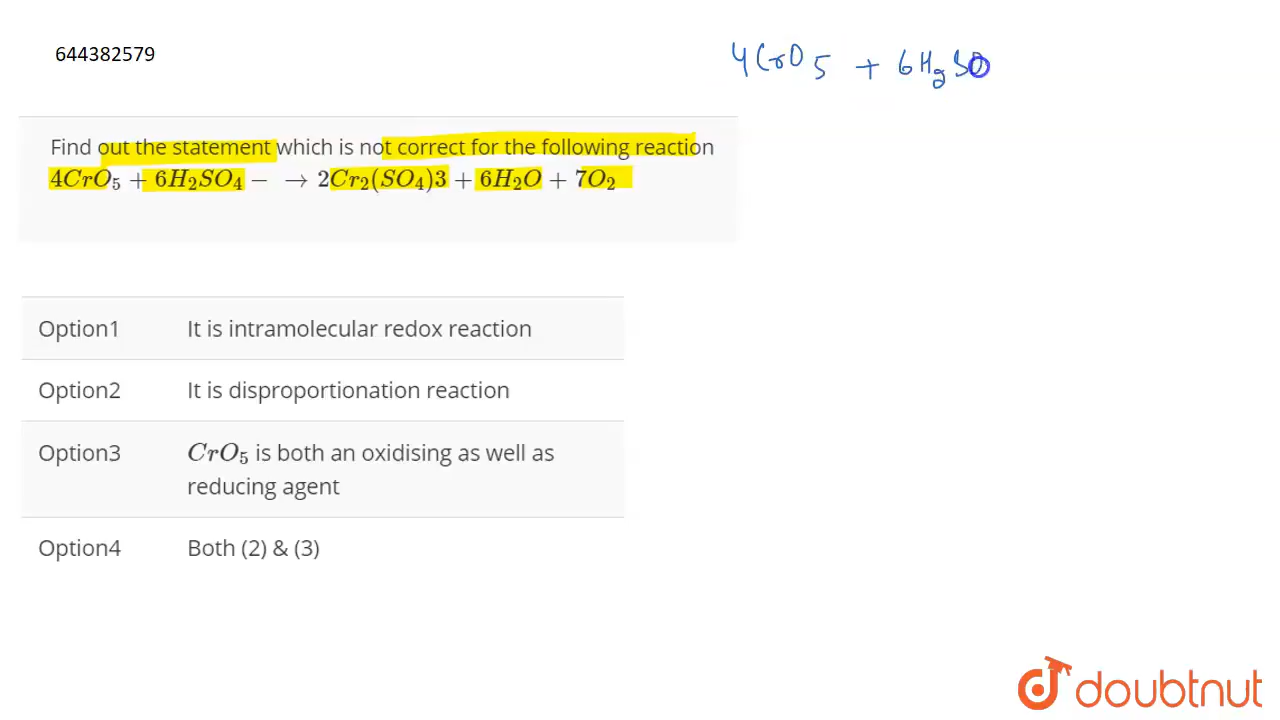 644382579
4CrO5 + 6H2SO
Find out the statement which is not correct for the following reaction
4CrO₅ + 6H₂SO₄ − → 2Cr₂(SO₄)3 + 6H₂O + 7O₂
Option1 It is intramolecular redox reaction
Option2 It is disproportionation reaction
Option3 CrO₅ is both an oxidising as well as
reducing agent
Option4 Both (2) & (3)
doubtnut